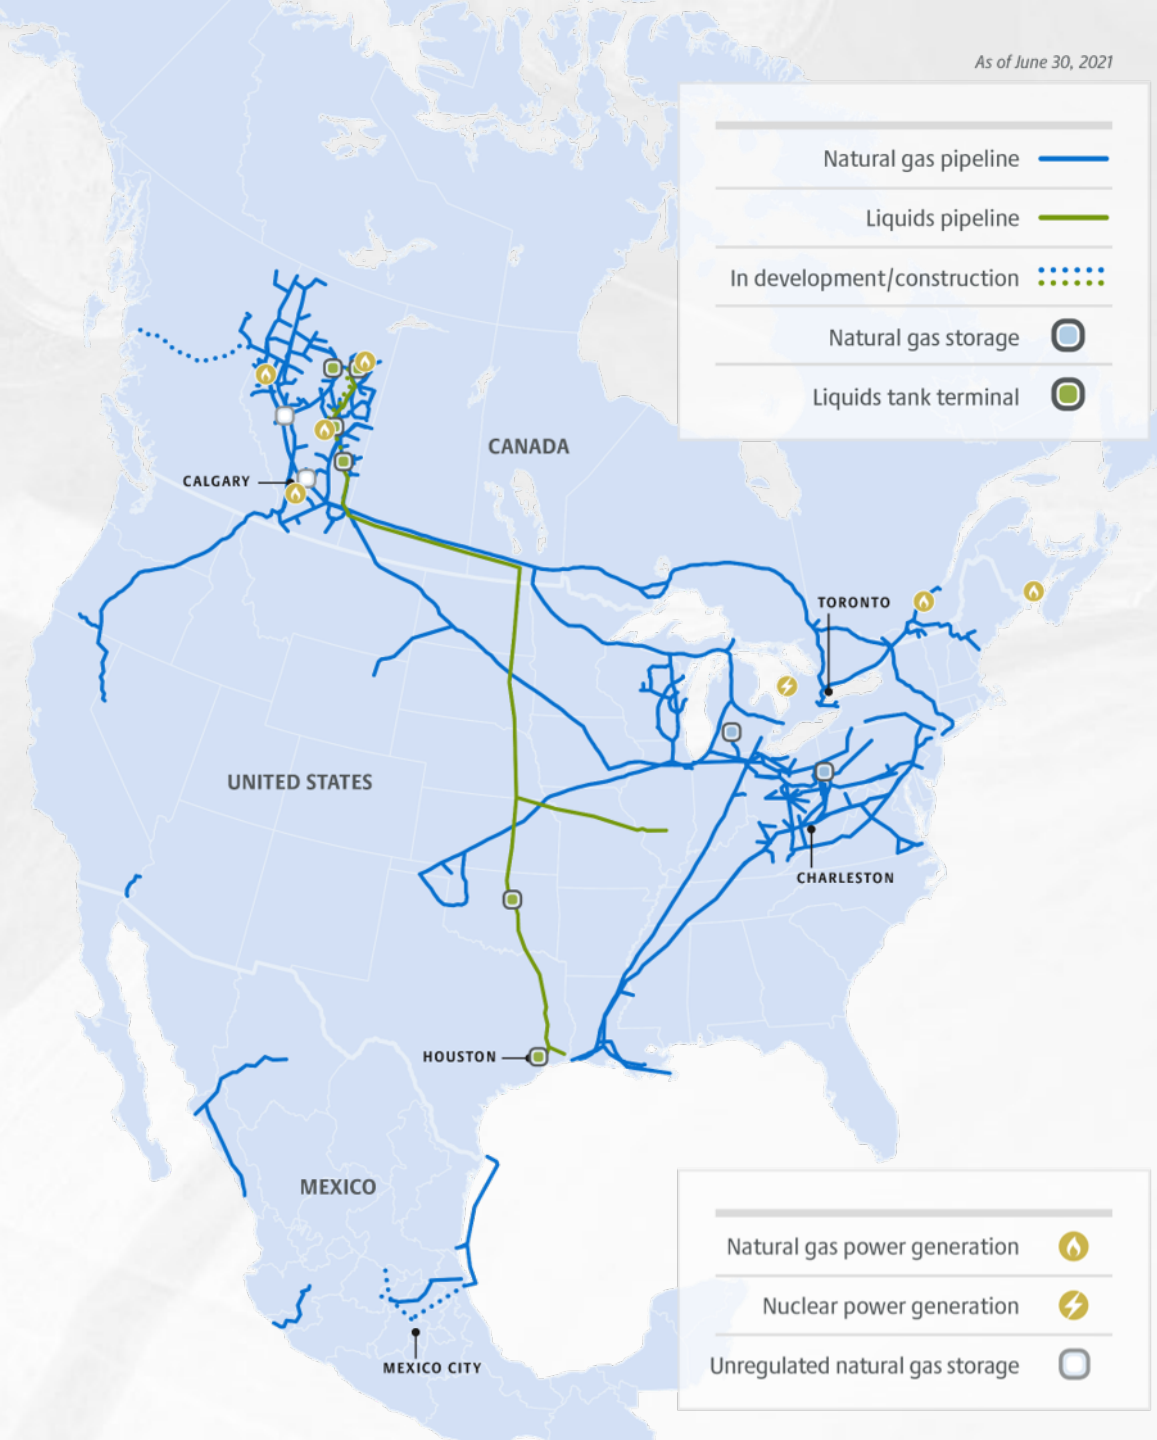 As of June 30, 2021
Natural gas pipeline
Liquids pipeline
In development/construction
Natural gas storage
Liquids tank terminal
CANADA
CALGARY
TORONTO
UNITED STATES
CHARLESTON
HOUSTON
MEXICO
MEXICO CITY
Natural gas power generation
Nuclear power generation
Unregulated natural gas storage